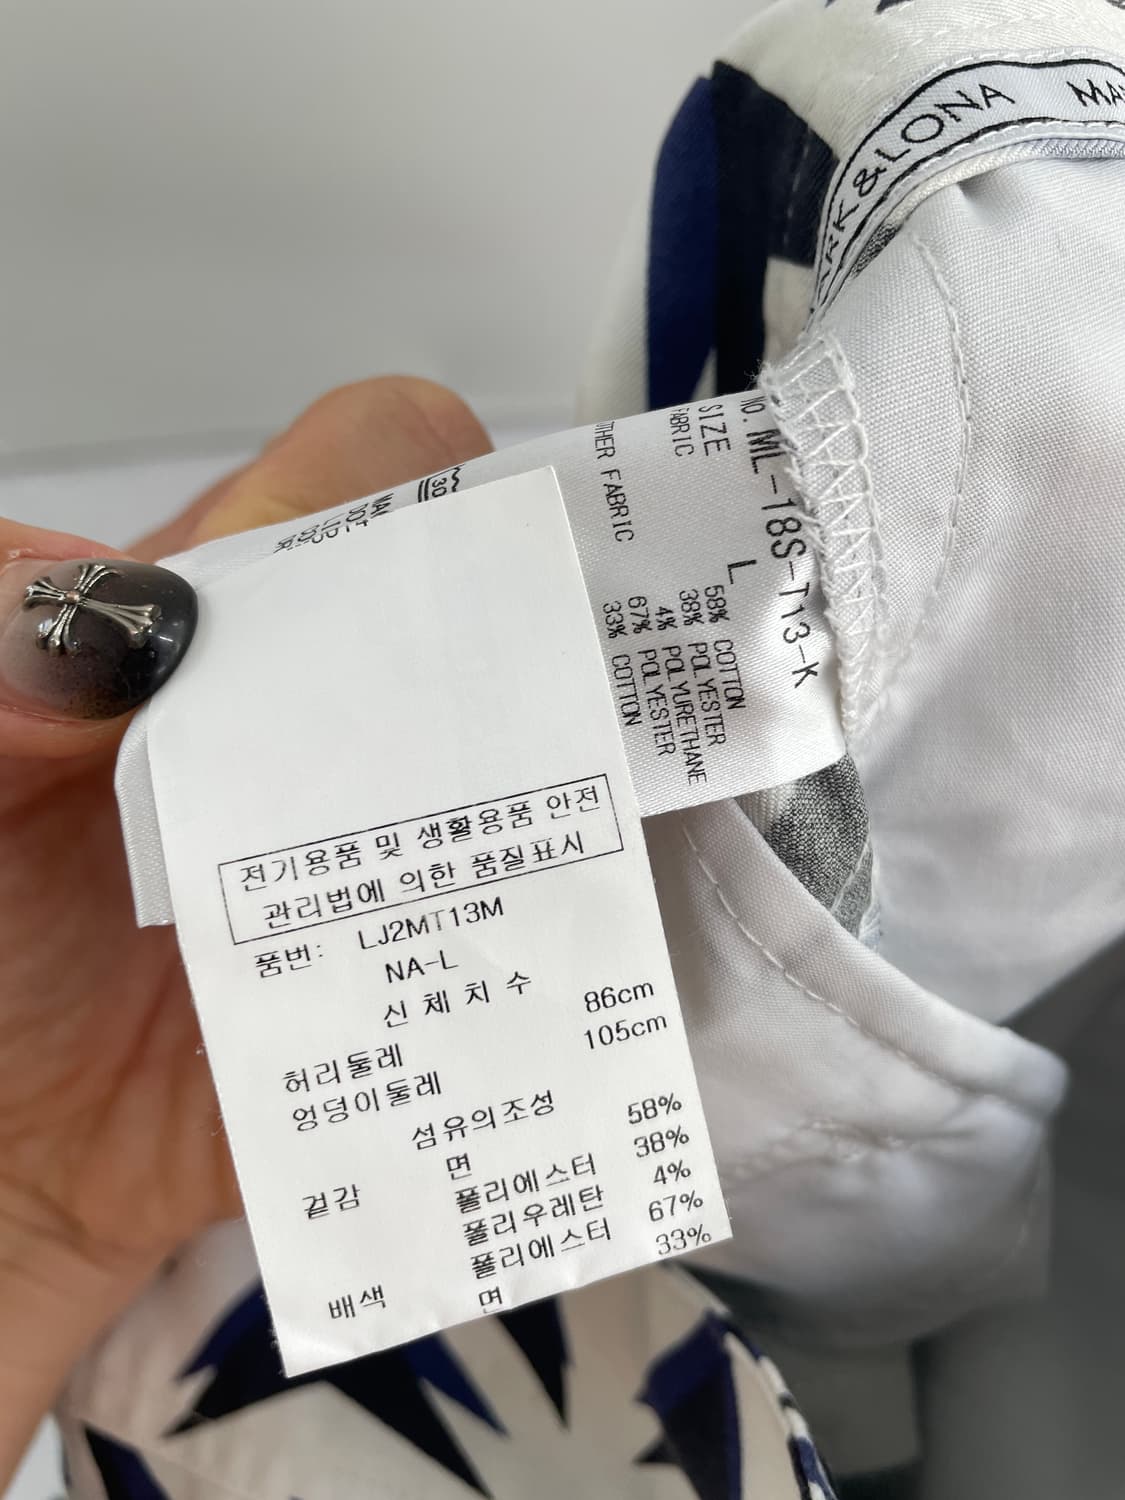 MARK & LONA MA
NO. ML-18S-T13-K
SIZE L
FABRIC 58% COTTON
38% POLYESTER
4% POLYURETHANE
OTHER FABRIC 67% POLYESTER
33% COTTON
30
전기용품 및 생활용품 안전
관리법에 의한 품질표시
품번: LJ2MT13M
NA-L
신체치수
허리둘레 86cm
엉덩이둘레 105cm
섬유의조성
겉감 면 58%
폴리에스터 38%
폴리우레탄 4%
배색 폴리에스터 67%
면 33%